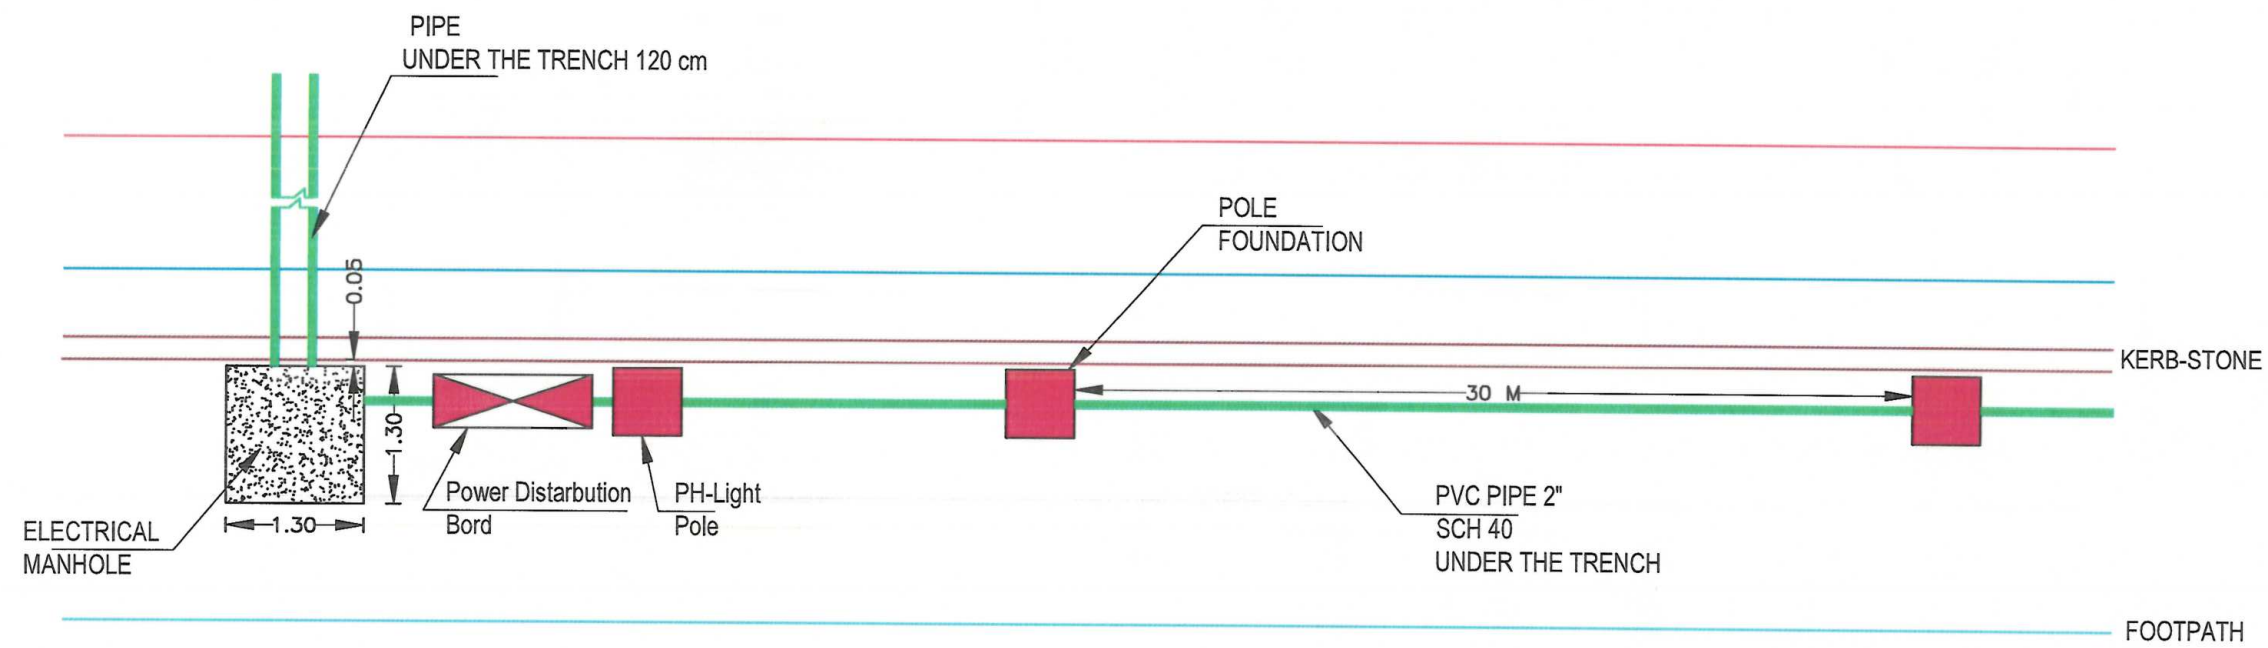 PIPE
UNDER THE TRENCH 120 cm
POLE
FOUNDATION
0.05
KERB-STONE
30 M
1.30
Power Distarbution
Bord
PH-Light
Pole
PVC PIPE 2"
SCH 40
UNDER THE TRENCH
1.30
ELECTRICAL
MANHOLE
FOOTPATH